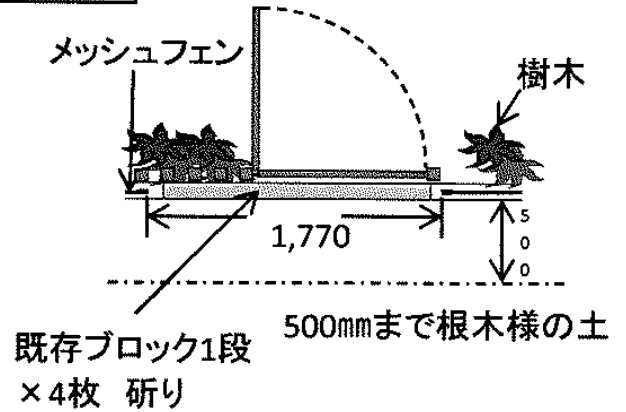 メッシュフェン
樹木
1,770
500
500mmまで根木様の土
既存ブロック1段
×4枚 斫り